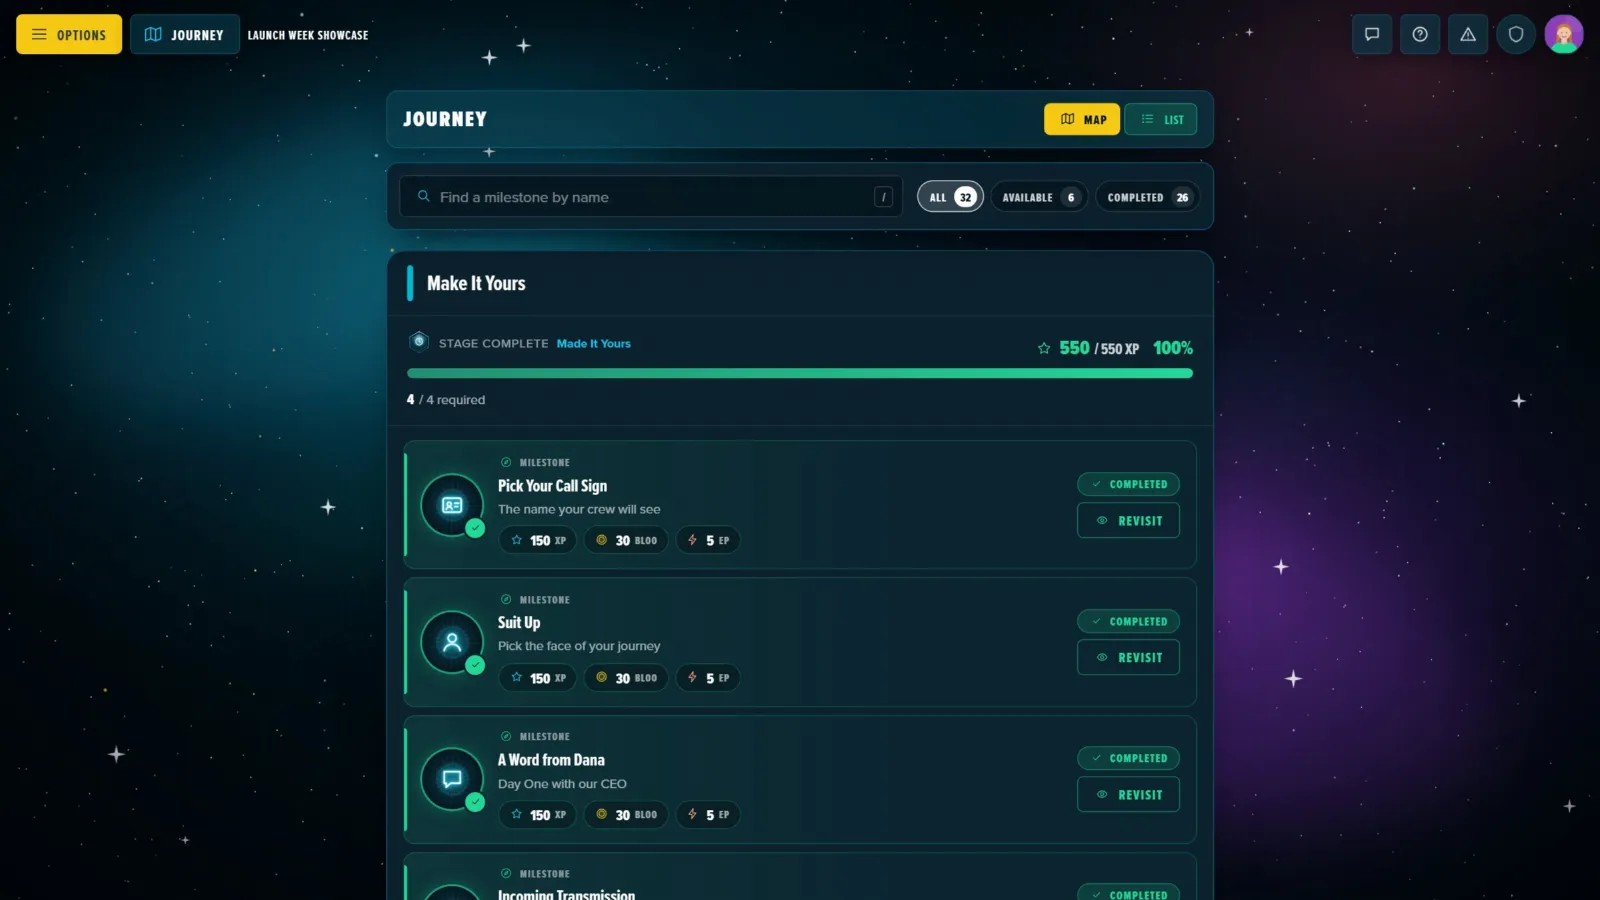 OPTIONS
JOURNEY
LAUNCH WEEK SHOWCASE
JOURNEY
MAP
LIST
Find a milestone by name
/
ALL 32
AVAILABLE 6
COMPLETED 26
Make It Yours
STAGE COMPLETE Made It Yours
550 / 550 XP 100%
4 / 4 required
MILESTONE
Pick Your Call Sign
The name your crew will see
150 XP
30 BLOO
5 EP
COMPLETED
REVISIT
MILESTONE
Suit Up
Pick the face of your journey
150 XP
30 BLOO
5 EP
COMPLETED
REVISIT
MILESTONE
A Word from Dana
Day One with our CEO
150 XP
30 BLOO
5 EP
COMPLETED
REVISIT
MILESTONE
Incoming Transmission
COMPLETED